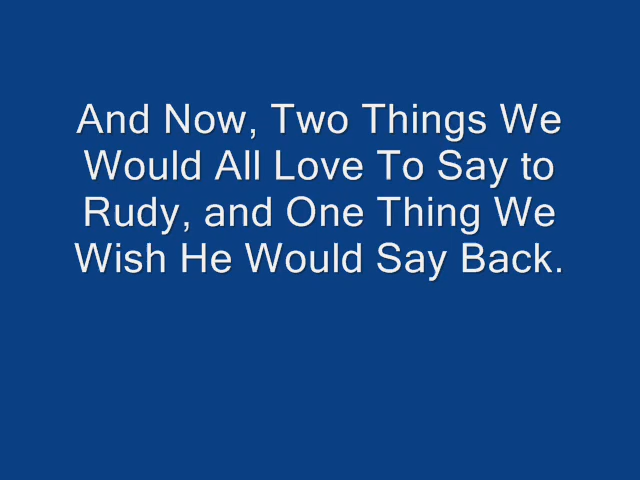 And Now, Two Things We
Would All Love To Say to
Rudy, and One Thing We
Wish He Would Say Back.